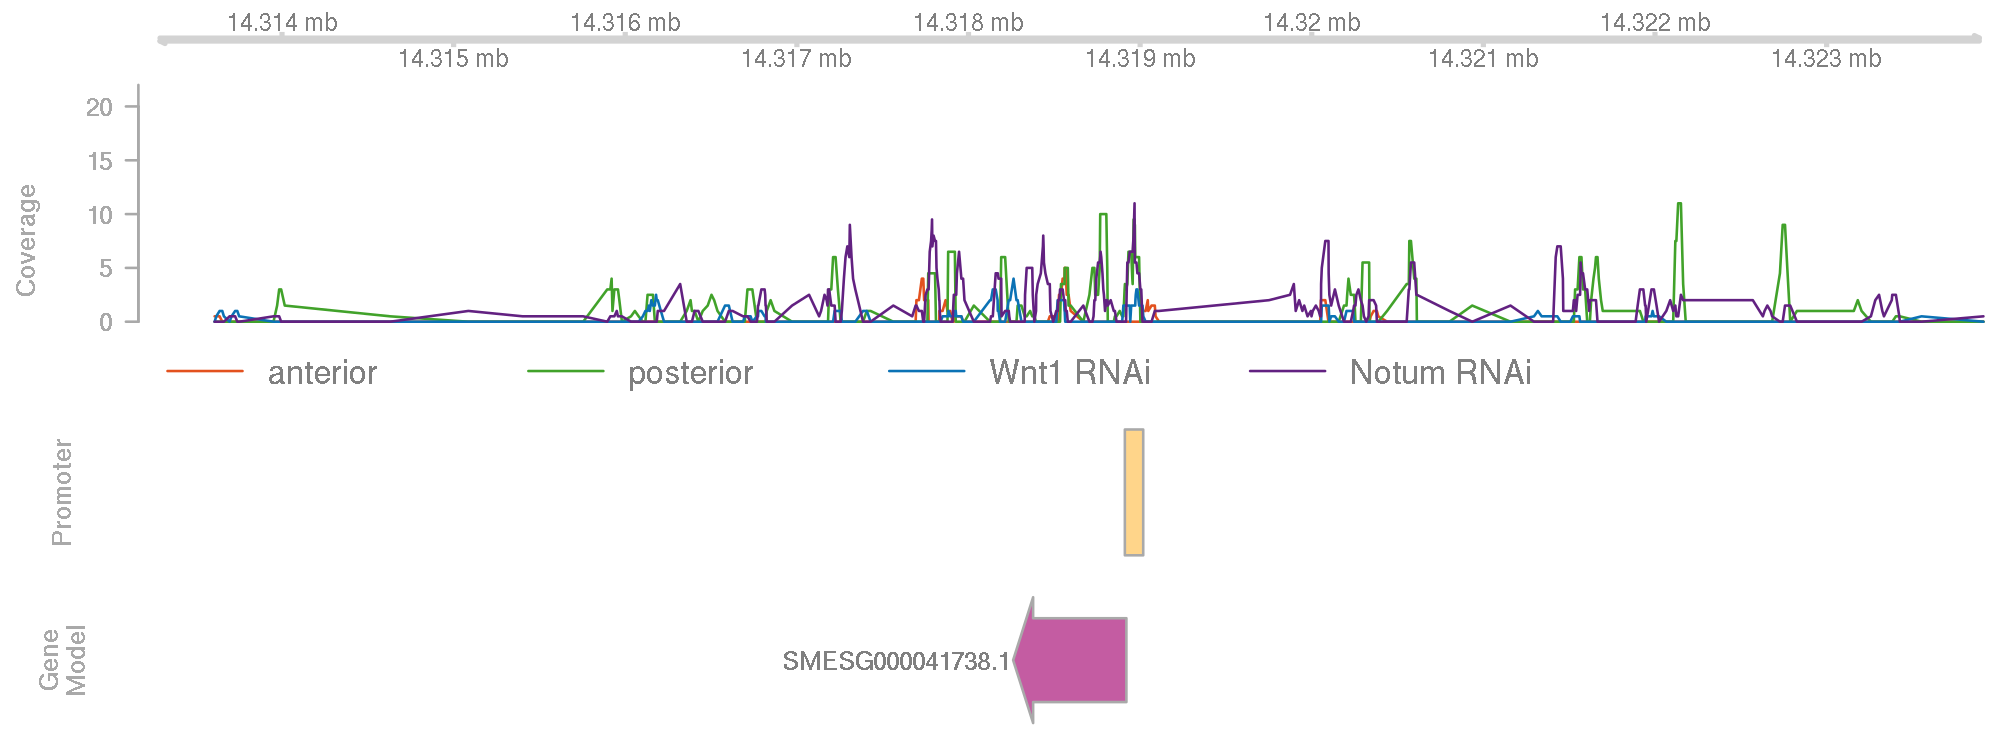 14.314 mb 14.316 mb 14.318 mb 14.32 mb 14.322 mb
14.315 mb 14.317 mb 14.319 mb 14.321 mb 14.323 mb
Coverage
20
15
10
5
0
anterior posterior Wnt1 RNAi Notum RNAi
Promoter
Gene
Model
SMESG000041738.1